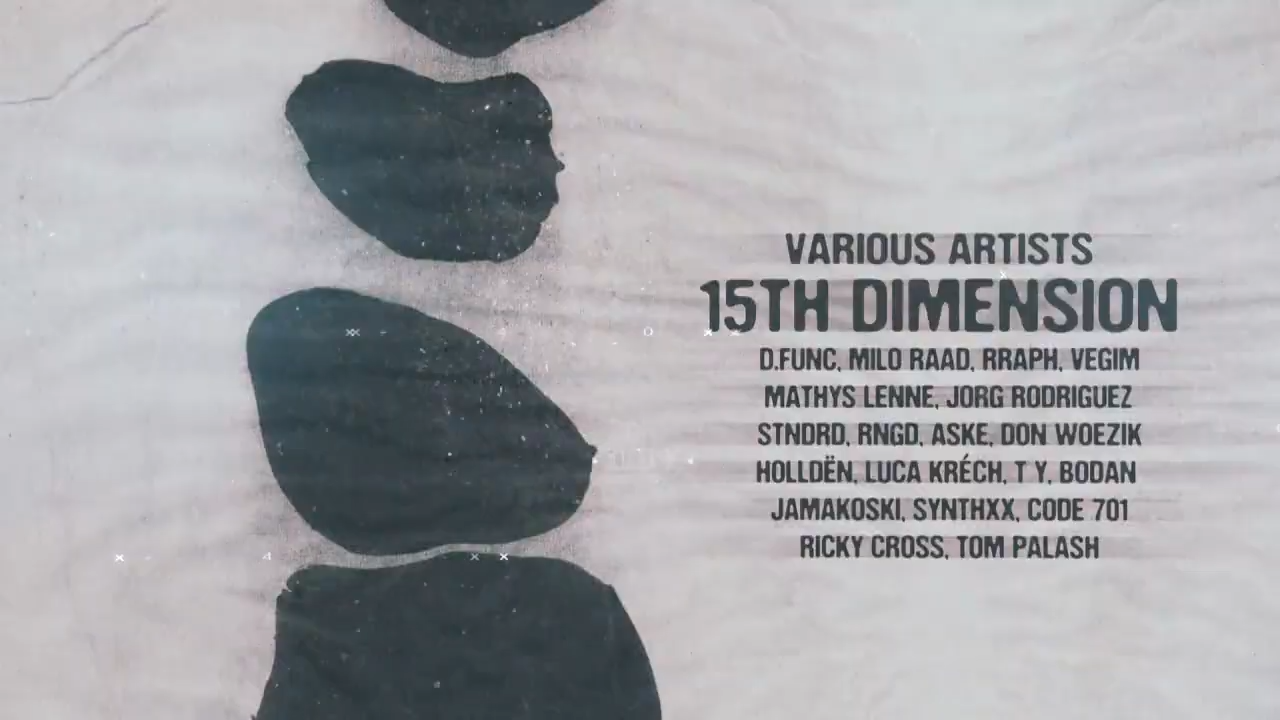 VARIOUS ARTISTS
15TH DIMENSION
D.FUNC, MILO RAAD, RRAPH, VEGIM
MATHYS LENNE, JORG RODRIGUEZ
STNDRD, RNGD, ASKE, DON WOEZIK
HOLLDËN, LUCA KRÉCH, T Y, BODAN
JAMAKOSKI, SYNTHXX, CODE 701
RICKY CROSS, TOM PALASH